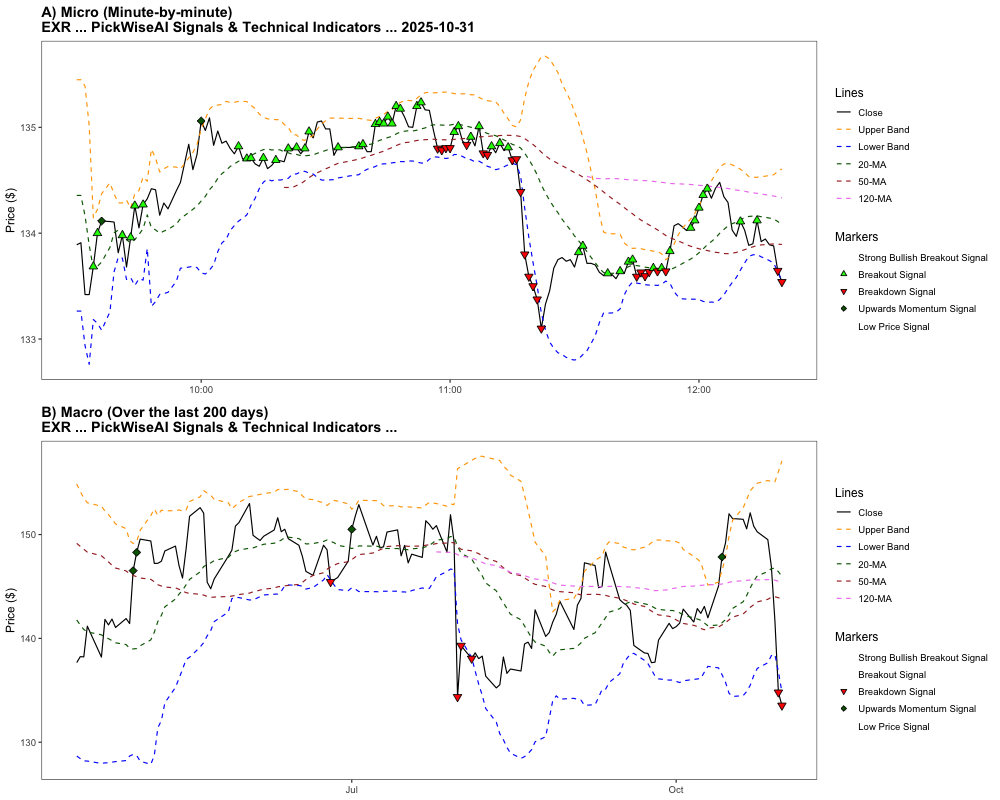 A) Micro (Minute-by-minute)
EXR ... PickWiseAI Signals & Technical Indicators ... 2025-10-31
Price ($)
135
134
133
10:00
11:00
12:00
Lines
Close
Upper Band
Lower Band
20-MA
50-MA
120-MA
Markers
Strong Bullish Breakout Signal
Breakout Signal
Breakdown Signal
Upwards Momentum Signal
Low Price Signal
B) Macro (Over the last 200 days)
EXR ... PickWiseAI Signals & Technical Indicators ...
Price ($)
150
140
130
Jul
Oct
Lines
Close
Upper Band
Lower Band
20-MA
50-MA
120-MA
Markers
Strong Bullish Breakout Signal
Breakout Signal
Breakdown Signal
Upwards Momentum Signal
Low Price Signal